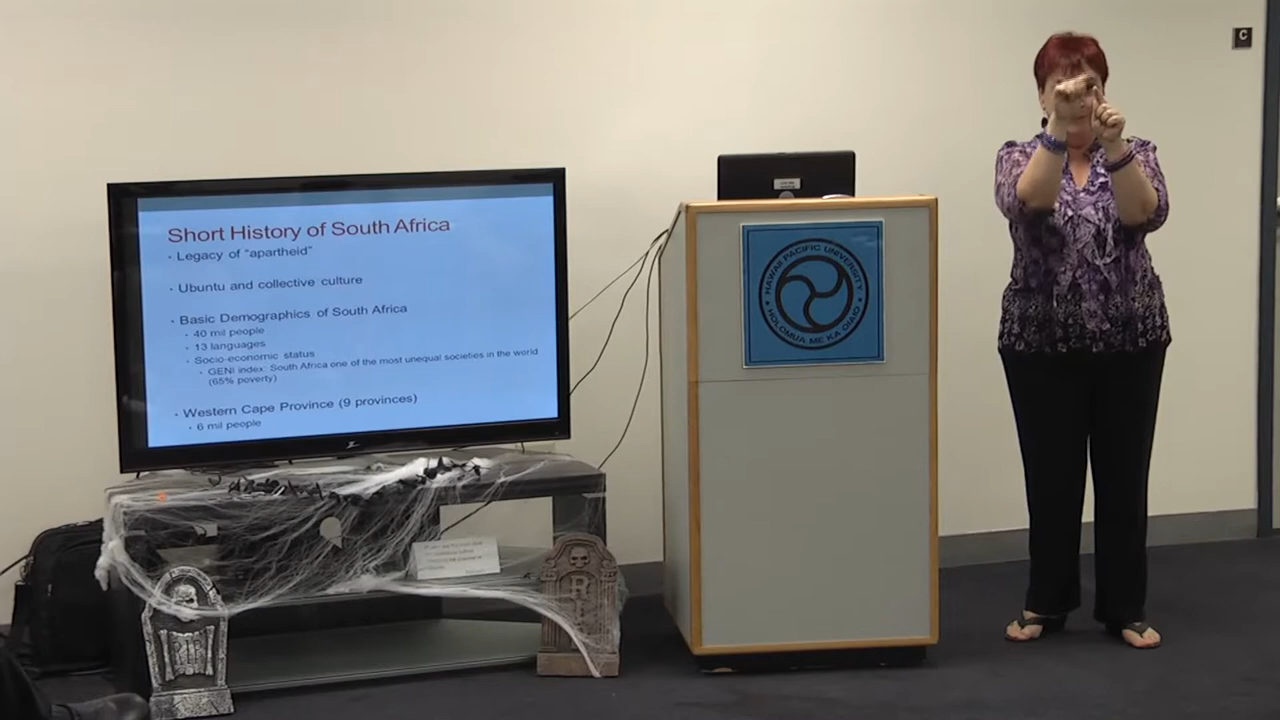 Short History of South Africa
· Legacy of "apartheid"
· Ubuntu and collective culture
· Basic Demographics of South Africa
· 40 mil people
· 13 languages
· Socio-economic status
· GENI index: South Africa one of the most unequal societies in the world
(65% poverty)
· Western Cape Province (9 provinces)
· 6 mil people
HAWAII PACIFIC UNIVERSITY
HOLOMUA ME KA OIAIO
C
RIP